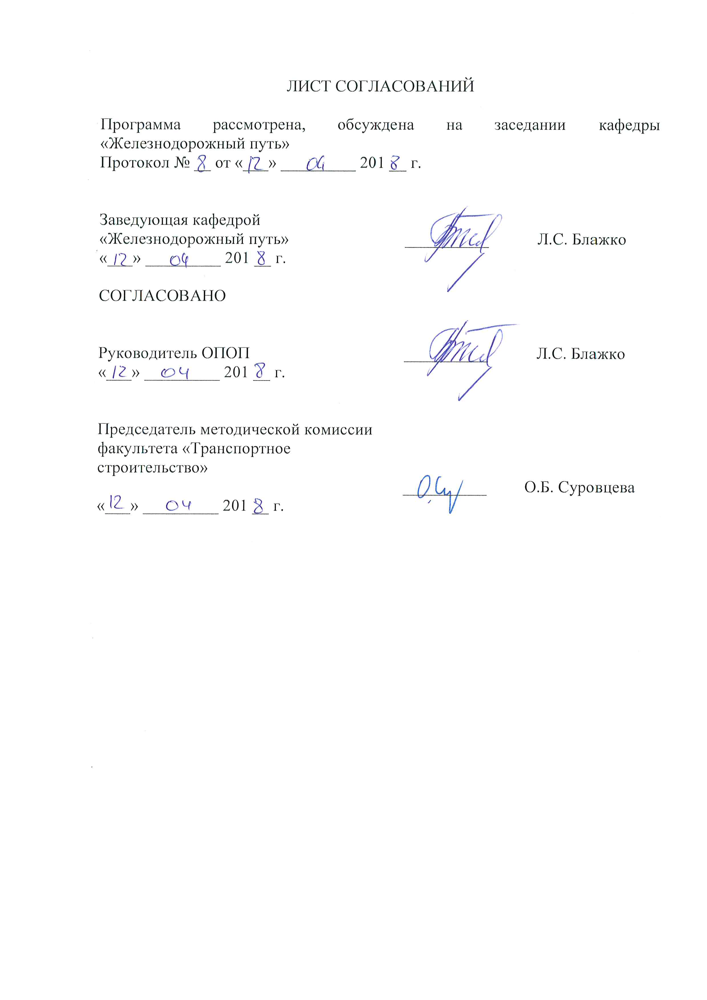 ЛИСТ СОГЛАСОВАНИЙ
Программа рассмотрена, обсуждена на заседании кафедры
«Железнодорожный путь»
Протокол № 8 от «12» 04 2018 г.
Заведующая кафедрой
«Железнодорожный путь» Л.С. Блажко
«12» 04 2018 г.
СОГЛАСОВАНО
Руководитель ОПОП Л.С. Блажко
«12» 04 2018 г.
Председатель методической комиссии
факультета «Транспортное
строительство»
О.Б. Суровцева
«12» 04 2018 г.